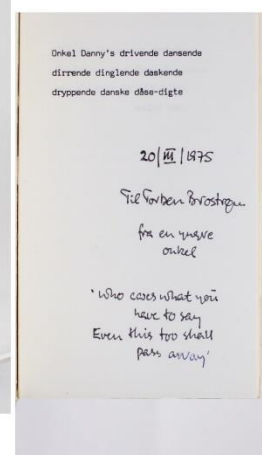 Onkel Danny's drivende dansende
dirrende dinglende daskende
dryppende danske dåse-digte
20/III/1975
Til Torben Brostrøm
fra en yngre
onkel
'who cares what you
have to say
Even this too shall
pass away'